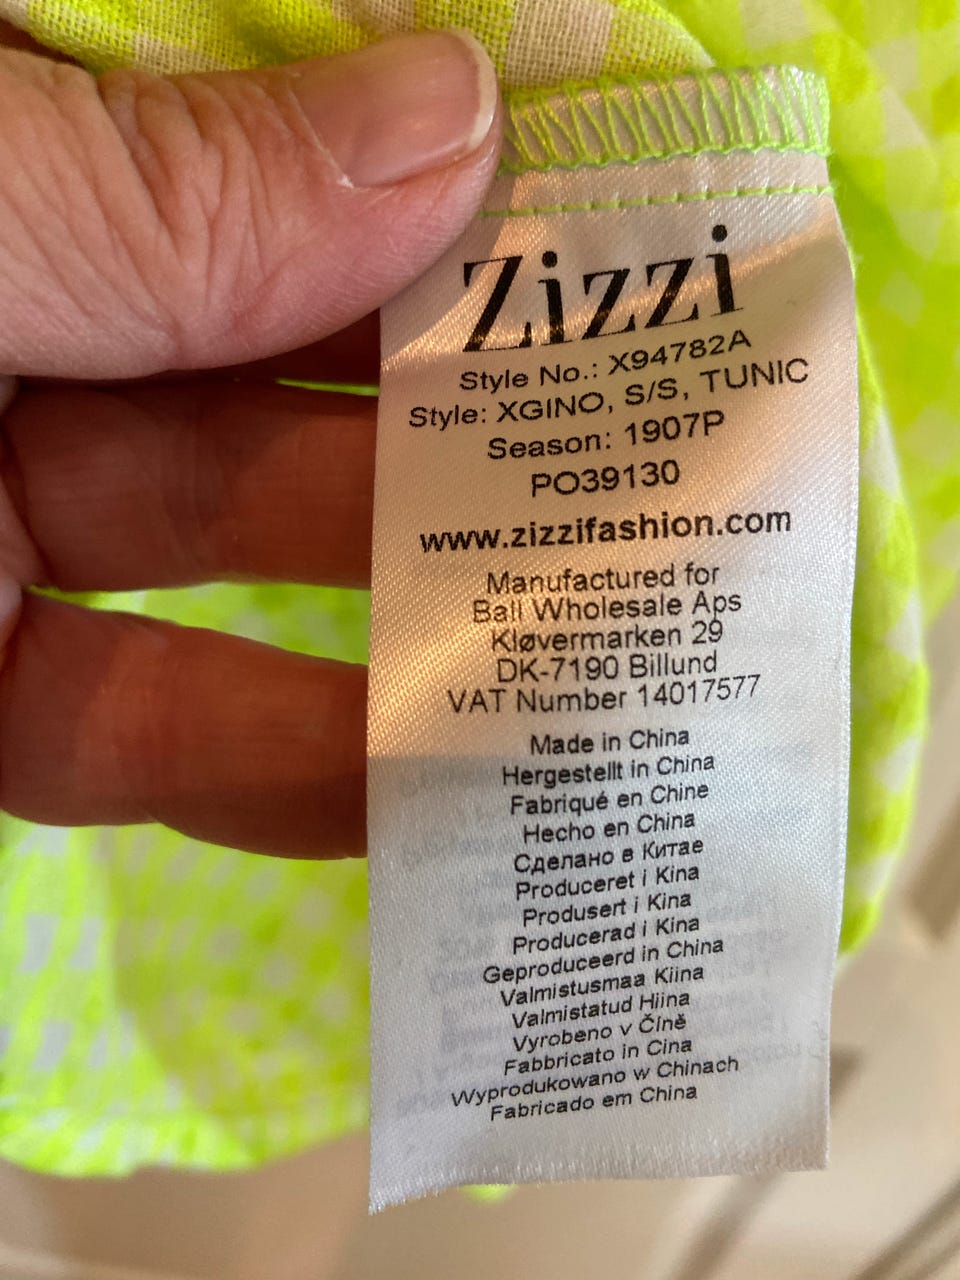 Zizzi
Style No.: X94782A
Style: XGINO, S/S, TUNIC
Season: 1907P
PO39130
www.zizzifashion.com
Manufactured for
Ball Wholesale Aps
Kløvermarken 29
DK-7190 Billund
VAT Number 14017577
Made in China
Hergestellt in China
Fabriqué en Chine
Hecho en China
Сделано в Китае
Produceret i Kina
Produsert i Kina
Producerad i Kina
Geproduceerd in China
Valmistusmaa Kiina
Valmistatud Hiina
Vyrobeno v Číně
Fabbricato in Cina
Wyprodukowano w Chinach
Fabricado em China